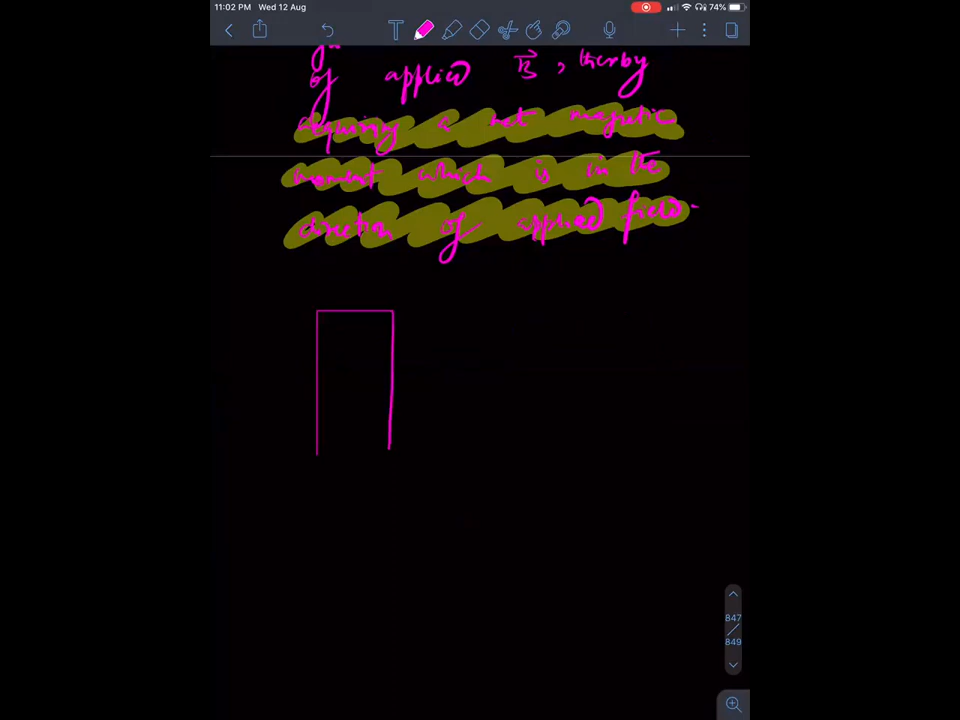 11:02 PM Wed 12 Aug 74%
T
of applied B⃗, thereby
acquiring a net magnetic
moment which is in the
direction of applied field.
847
849